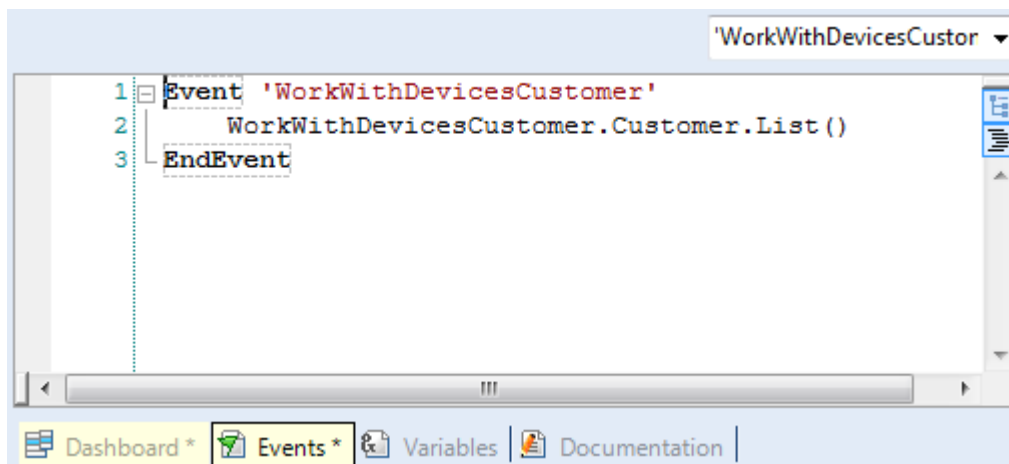 'WorkWithDevicesCustor
1 Event 'WorkWithDevicesCustomer'
2 WorkWithDevicesCustomer.Customer.List()
3 EndEvent
Dashboard * Events * Variables Documentation